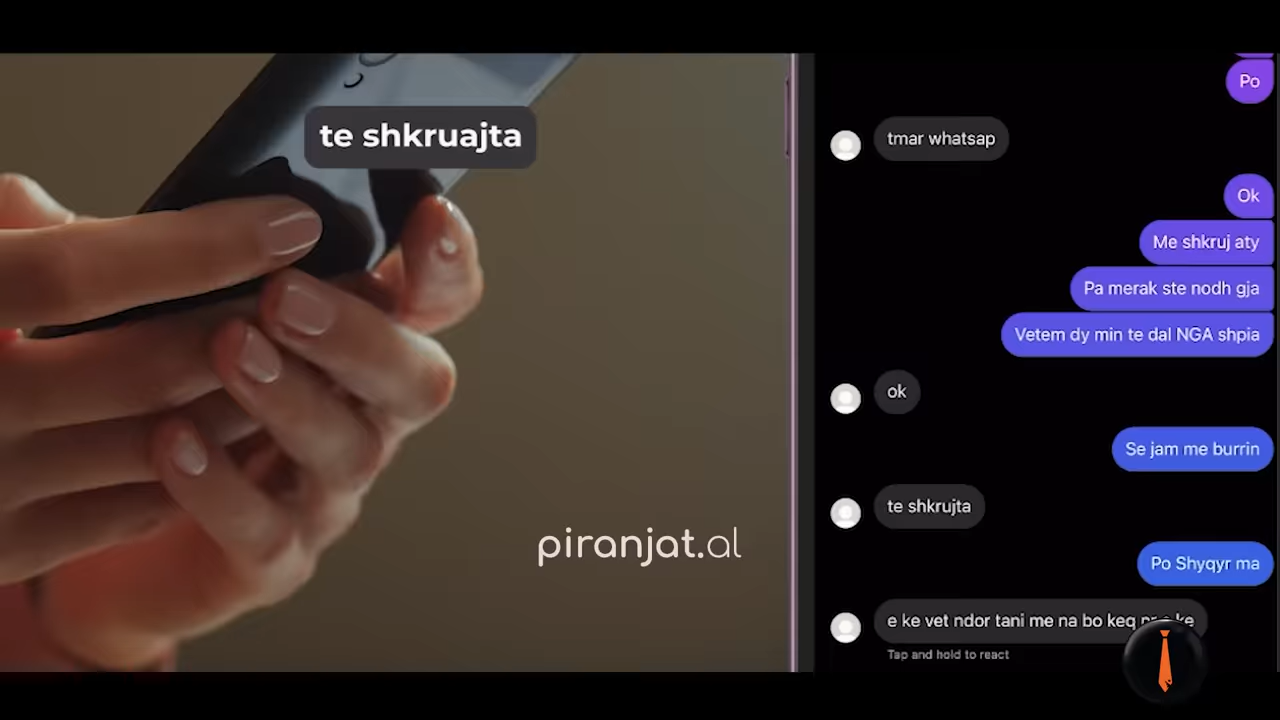 te shkruajta
piranjat.al
Po
tmar whatsap
Ok
Me shkruj aty
Pa merak ste nodh gja
Vetem dy min te dal NGA shpia
ok
Se jam me burrin
te shkrujta
Po Shyqyr ma
e ke vet ndor tani me na bo keq ke
Tap and hold to react